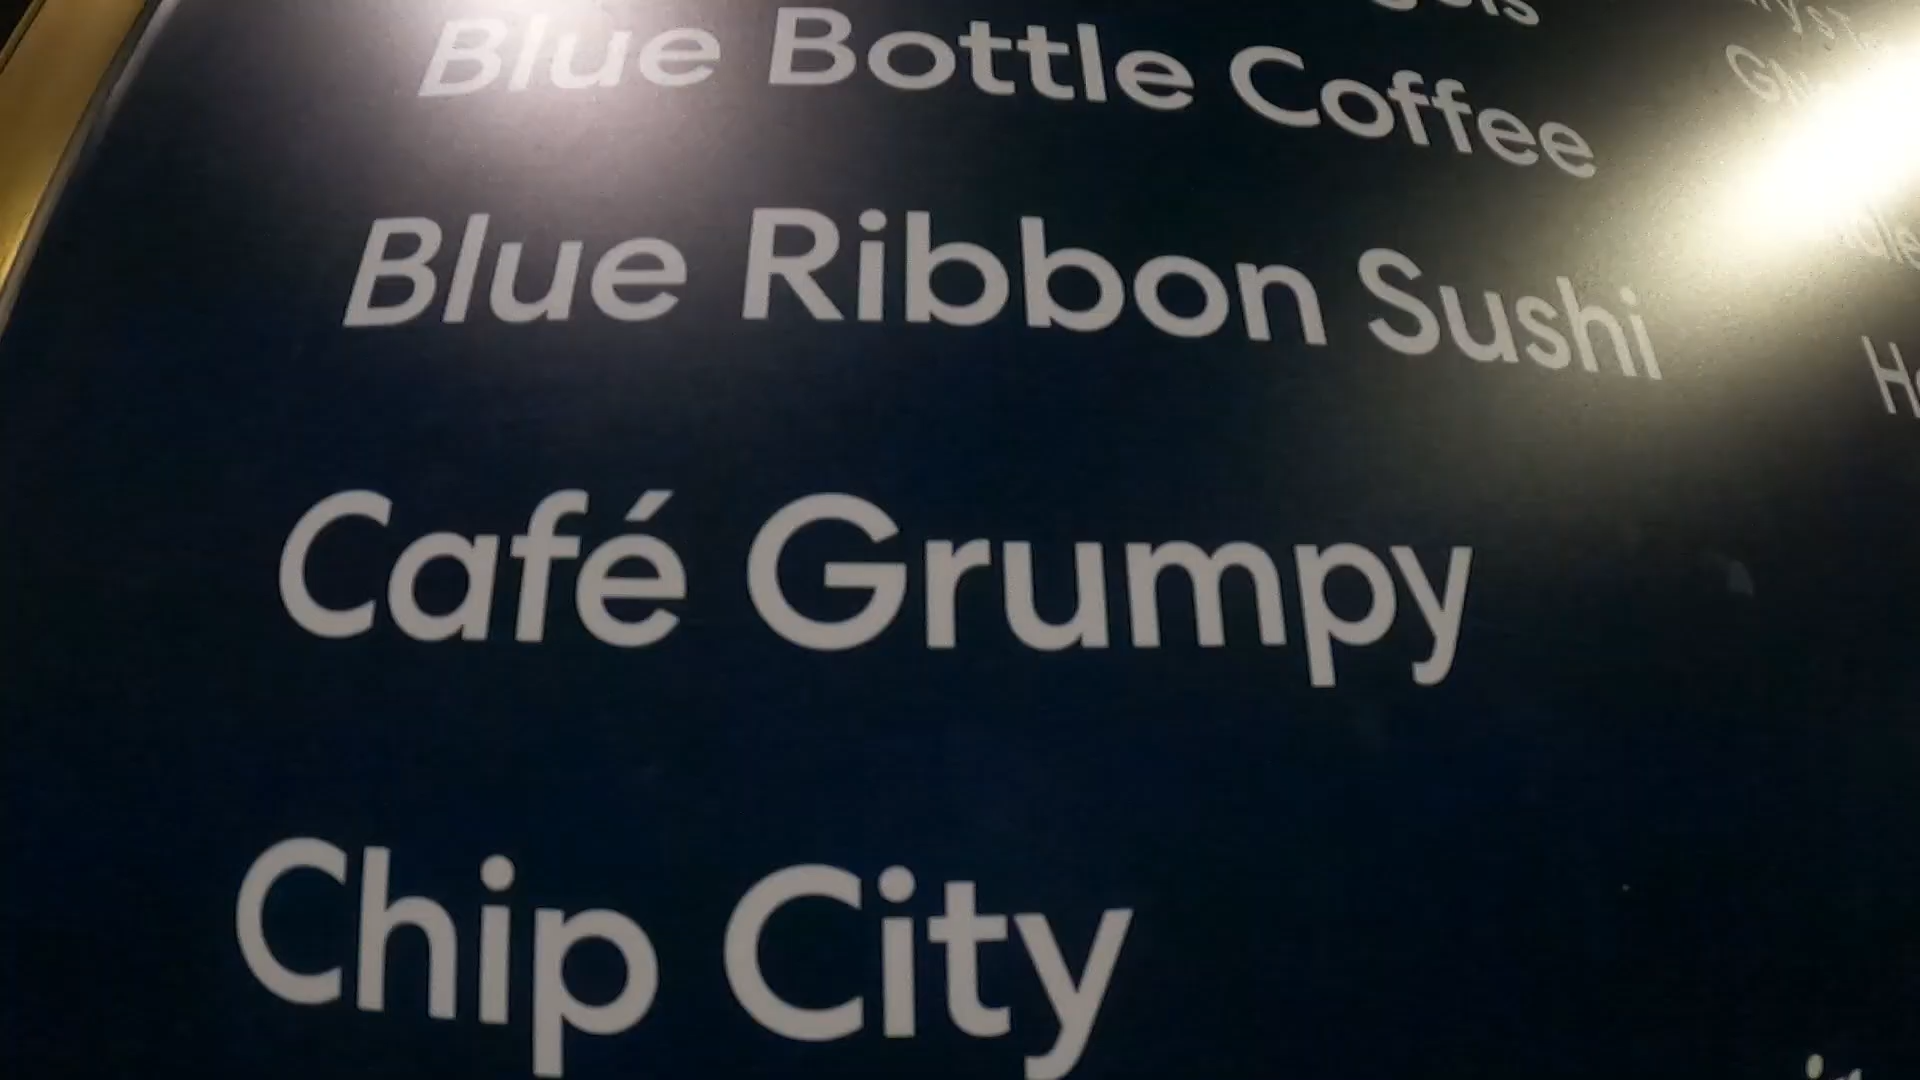 Blue Bottle Coffee
Blue Ribbon Sushi
Café Grumpy
Chip City